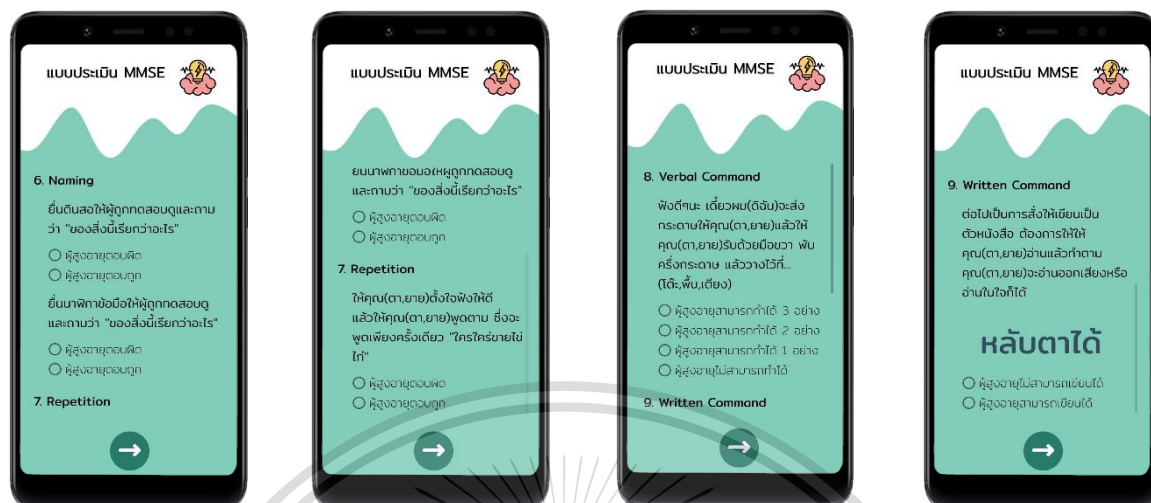 แบบประเมิน MMSE
6. Naming
ยื่นดินสอให้ผู้ถูกทดสอบดูและถาม
ว่า "ของสิ่งนี้เรียกว่าอะไร"
ผู้สูงอายุตอบผิด
ผู้สูงอายุตอบถูก
ยื่นนาฬิกาข้อมือให้ผู้ถูกทดสอบดู
และถามว่า "ของสิ่งนี้เรียกว่าอะไร"
ผู้สูงอายุตอบผิด
ผู้สูงอายุตอบถูก
7. Repetition
แบบประเมิน MMSE
ยื่นนาฬิกาข้อมือให้ผู้ถูกทดสอบดู
และถามว่า "ของสิ่งนี้เรียกว่าอะไร"
ผู้สูงอายุตอบผิด
ผู้สูงอายุตอบถูก
7. Repetition
ให้คุณ(ตา,ยาย)ตั้งใจฟังให้ดี
แล้วให้คุณ(ตา,ยาย)พูดตาม ซึ่งจะ
พูดเพียงครั้งเดียว "ใครใคร่ขายไข่
ไก่"
ผู้สูงอายุตอบผิด
ผู้สูงอายุตอบถูก
แบบประเมิน MMSE
8. Verbal Command
ฟังดีๆนะ เดี๋ยวผม(ดิฉัน)จะส่ง
กระดาษให้คุณ(ตา,ยาย)แล้วให้
คุณ(ตา,ยาย)รับด้วยมือขวา พับ
ครึ่งกระดาษ แล้ววางไว้ที่...
(โต๊ะ,พื้น,เตียง)
ผู้สูงอายุสามารถทำได้ 3 อย่าง
ผู้สูงอายุสามารถทำได้ 2 อย่าง
ผู้สูงอายุสามารถทำได้ 1 อย่าง
ผู้สูงอายุไม่สามารถทำได้
9. Written Command
แบบประเมิน MMSE
9. Written Command
ต่อไปเป็นการสั่งให้เขียนเป็น
ตัวหนังสือ ต้องการให้ให้
คุณ(ตา,ยาย)อ่านแล้วทำตาม
คุณ(ตา,ยาย)จะอ่านออกเสียงหรือ
อ่านในใจก็ได้
หลับตาได้
ผู้สูงอายุไม่สามารถเขียนได้
ผู้สูงอายุสามารถเขียนได้